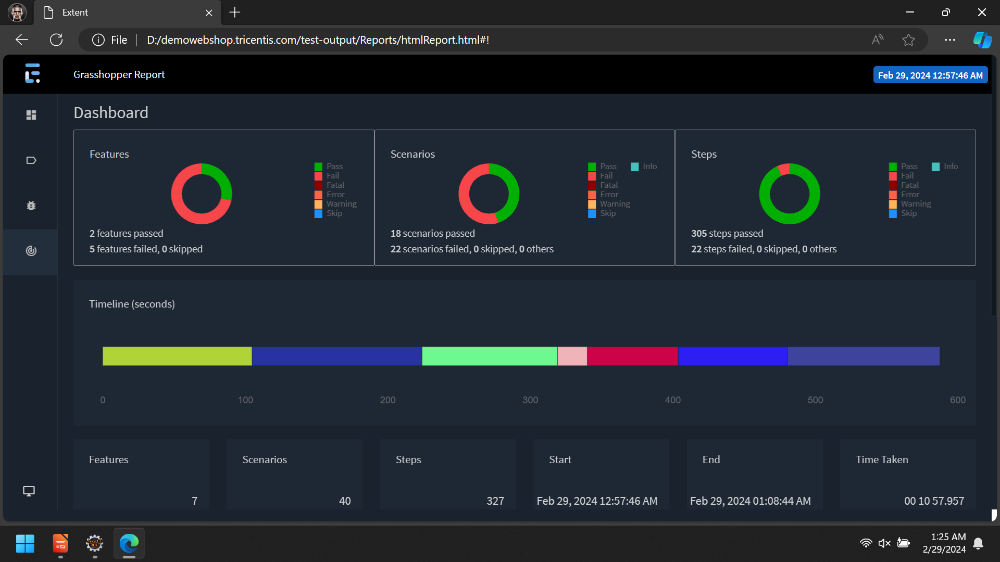 Extent
File
D:/demowebshop.tricentis.com/test-output/Reports/htmlReport.html#!
Grasshopper Report
Feb 29, 2024 12:57:46 AM
Dashboard
Features
Pass
Fail
Fatal
Error
Warning
Skip
2 features passed
5 features failed, 0 skipped
Scenarios
Pass Info
Fail
Fatal
Error
Warning
Skip
18 scenarios passed
22 scenarios failed, 0 skipped, 0 others
Steps
Pass Info
Fail
Fatal
Error
Warning
Skip
305 steps passed
22 steps failed, 0 skipped, 0 others
Timeline (seconds)
0 100 200 300 400 500 600
Features
7
Scenarios
40
Steps
327
Start
Feb 29, 2024 12:57:46 AM
End
Feb 29, 2024 01:08:44 AM
Time Taken
00 10 57.957
Java EE
IDE
1:25 AM
2/29/2024